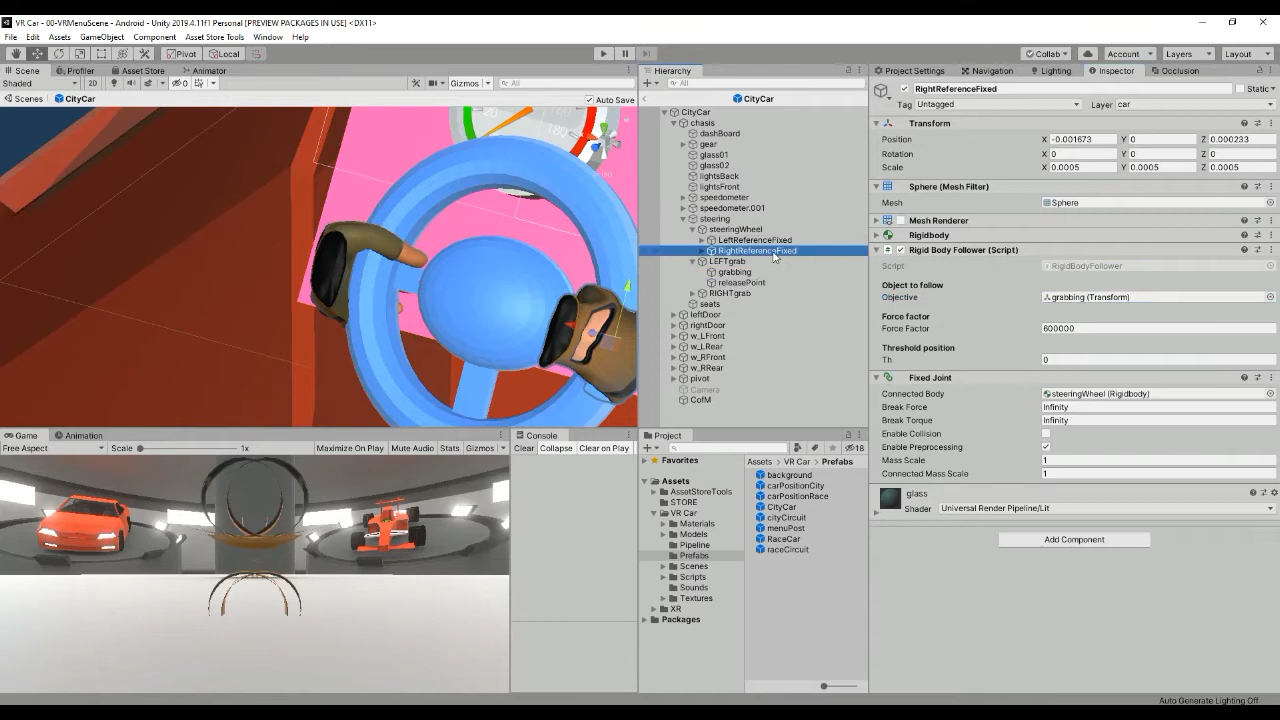 VR Car - 00-VRMenuScene - Android - Unity 2019.4.11f1 Personal [PREVIEW PACKAGES IN USE] <DX11>
File Edit Assets GameObject Component Asset Store Tools Window Help
Pivot Local Collab Account Layers Layout
Scene Profiler Asset Store Animator
Shaded 2D 0 Gizmos All
Scenes CityCar Auto Save
Hierarchy
All
CityCar
CityCar
chasis
dashBoard
gear
glass01
glass02
lightsBack
lightsFront
speedometer
speedometer.001
steering
steeringWheel
LeftReferenceFixed
RightReferenceFixed
LEFTgrab
grabbing
releasePoint
RIGHTgrab
seats
leftDoor
rightDoor
w_LFront
w_LRear
w_RFront
w_RRear
pivot
Camera
CofM
Project Settings Navigation Lighting Inspector Occlusion
RightReferenceFixed Static
Tag Untagged Layer car
Transform
Position X -0.001673 Y 0 Z 0.000233
Rotation X 0 Y 0 Z 0
Scale X 0.0005 Y 0.0005 Z 0.0005
Sphere (Mesh Filter)
Mesh Sphere
Mesh Renderer
Rigidbody
Rigid Body Follower (Script)
Script RigidBodyFollower
Object to follow
Objective grabbing (Transform)
Force factor
Force Factor 600000
Threshold position
Th 0
Fixed Joint
Connected Body steeringWheel (Rigidbody)
Break Force Infinity
Break Torque Infinity
Enable Collision
Enable Preprocessing
Mass Scale 1
Connected Mass Scale 1
glass
Shader Universal Render Pipeline/Lit
Add Component
Game Animation
Free Aspect Scale 1x Maximize On Play Mute Audio Stats Gizmos
Console
Clear Collapse Clear on Play
Project
18
Favorites
Assets
AssetStoreTools
STORE
VR Car
Materials
Models
Pipeline
Prefabs
Scenes
Scripts
Sounds
Textures
XR
Packages
Assets VR Car Prefabs
background
carPositionCity
carPositionRace
CityCar
cityCircuit
menuPost
RaceCar
raceCircuit
Auto Generate Lighting Off